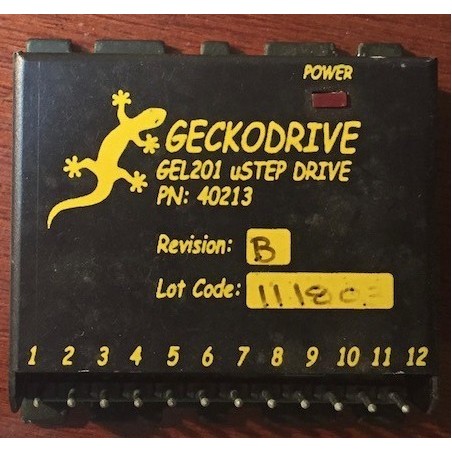 POWER
GECKODRIVE
GEL201 uSTEP DRIVE
PN: 40213
Revision: B
Lot Code:
1 2 3 4 5 6 7 8 9 10 11 12